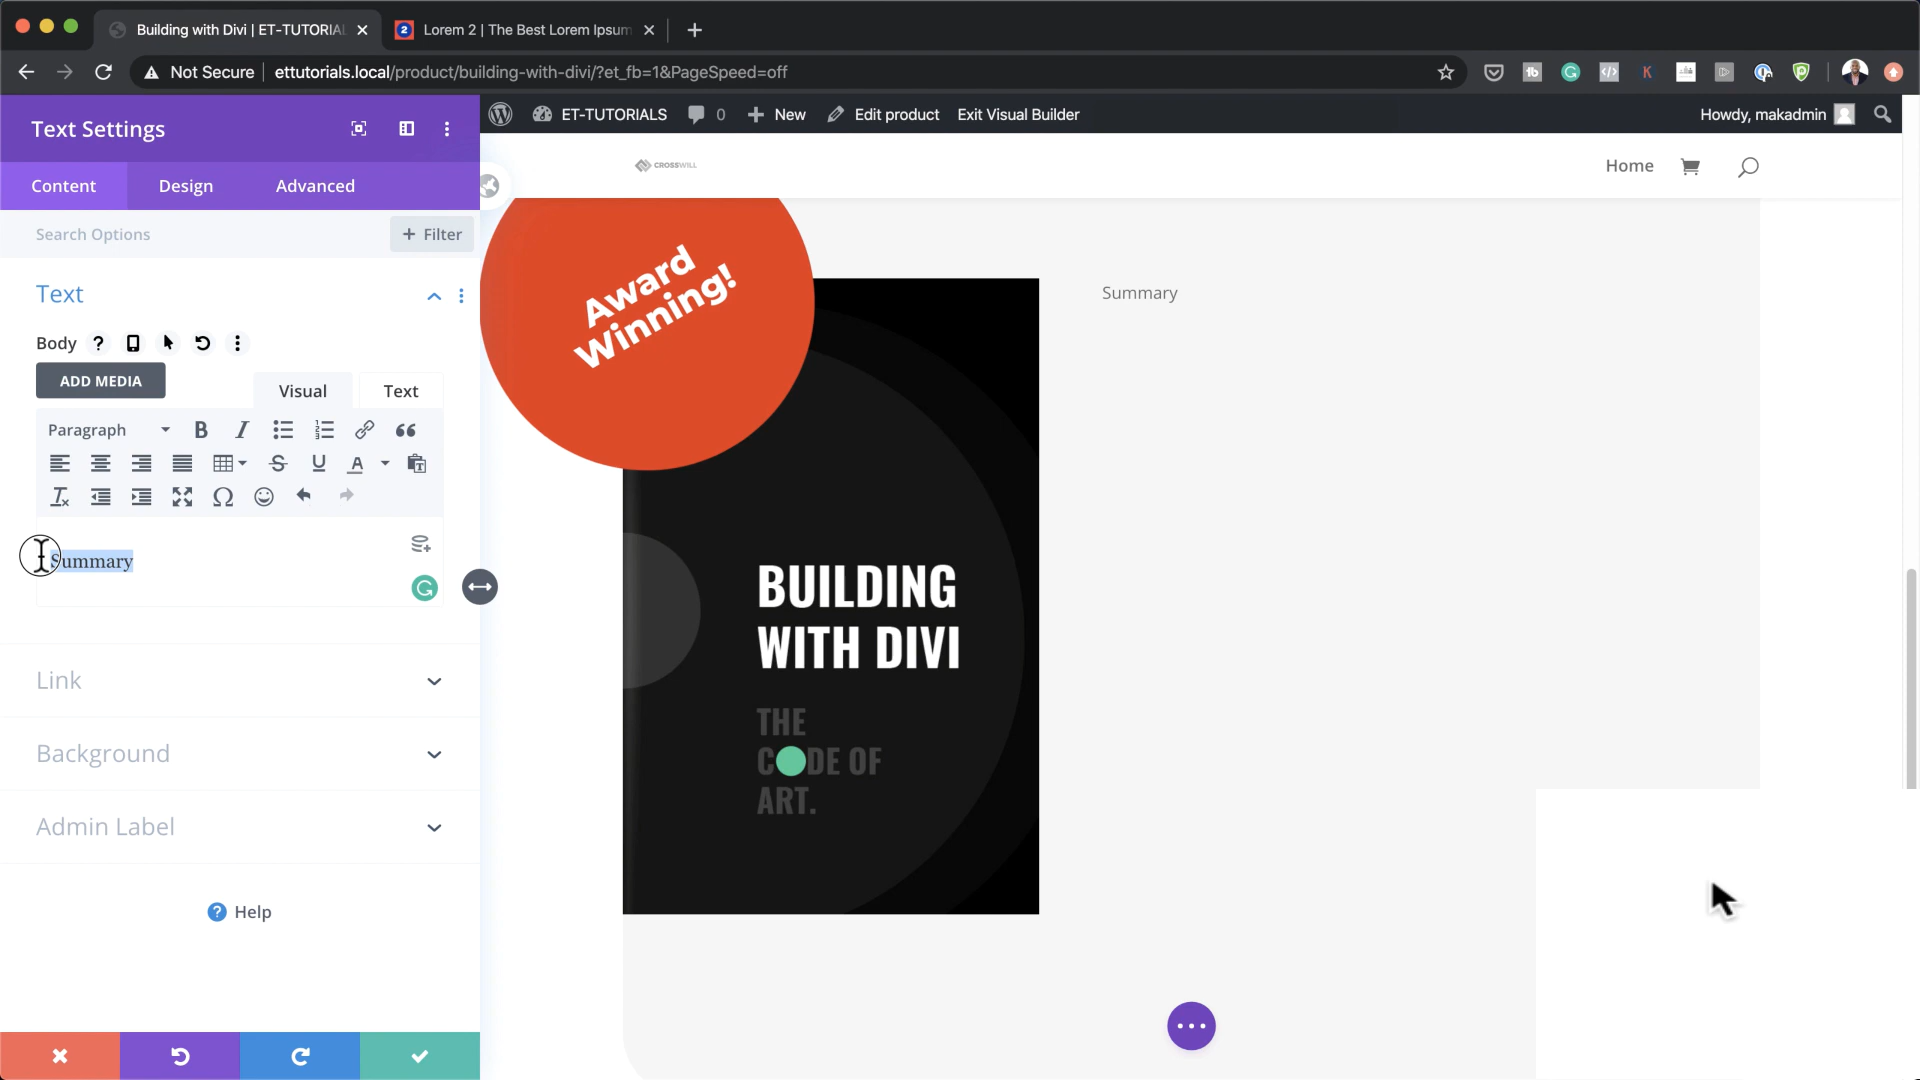 Building with Divi | ET-TUTORIAL
Lorem 2 | The Best Lorem Ipsum
Not Secure
ettutorials.local/product/building-with-divi/?et_fb=1&PageSpeed=off
ET-TUTORIALS
0
New
Edit product
Exit Visual Builder
Howdy, makadmin
Text Settings
Content
Design
Advanced
Search Options
+ Filter
CROSSWILL
Home
Text
Body
ADD MEDIA
Visual
Text
Paragraph
Summary
Link
Background
Admin Label
Help
Award
Winning!
BUILDING
WITH DIVI
THE
CODE OF
ART.
Summary